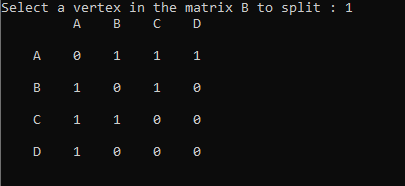 Select a vertex in the matrix B to split : 1
A B C D
A 0 1 1 1
B 1 0 1 0
C 1 1 0 0
D 1 0 0 0